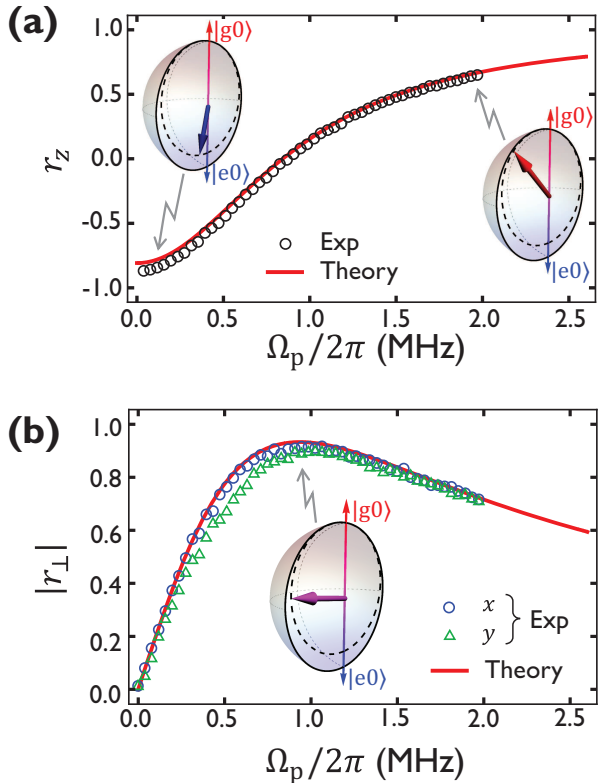 (a)
r_z
1.0
0.5
0.0
-0.5
-1.0
|g0⟩
|e0⟩
|g0⟩
|e0⟩
Exp
Theory
0.0 0.5 1.0 1.5 2.0 2.5
Ω_p/2π (MHz)
(b)
|r_⊥|
1.0
0.8
0.6
0.4
0.2
0.0
|g0⟩
|e0⟩
x
y
} Exp
Theory
0.0 0.5 1.0 1.5 2.0 2.5
Ω_p/2π (MHz)